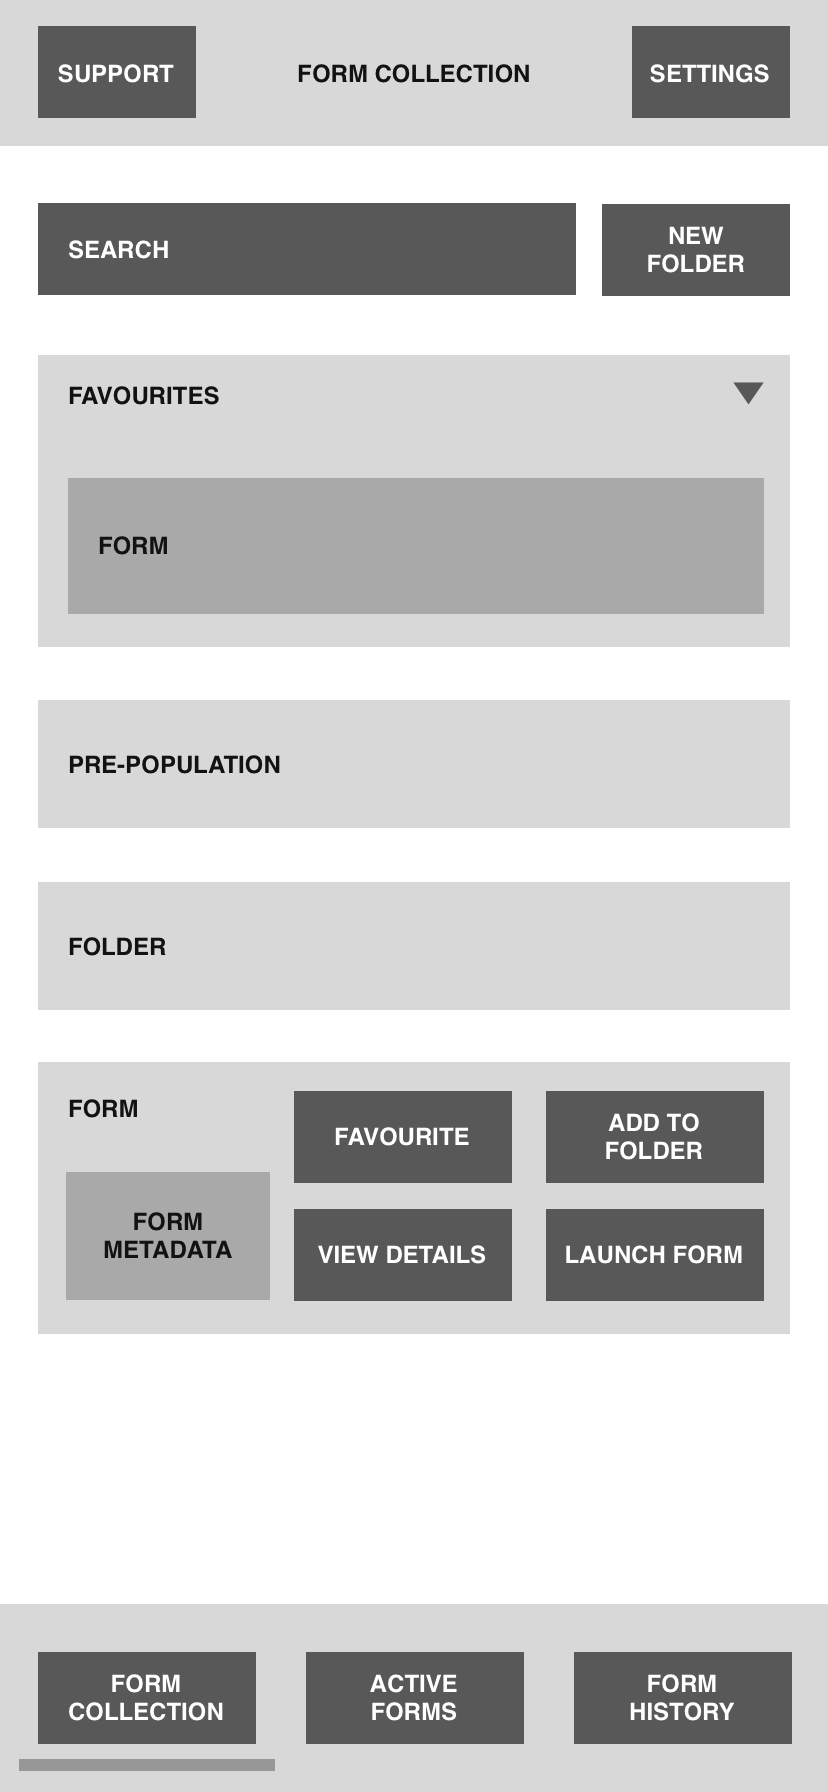 SUPPORT
FORM COLLECTION
SETTINGS
SEARCH
NEW
FOLDER
FAVOURITES
FORM
PRE-POPULATION
FOLDER
FORM
FAVOURITE
ADD TO
FOLDER
FORM
METADATA
VIEW DETAILS
LAUNCH FORM
FORM
COLLECTION
ACTIVE
FORMS
FORM
HISTORY